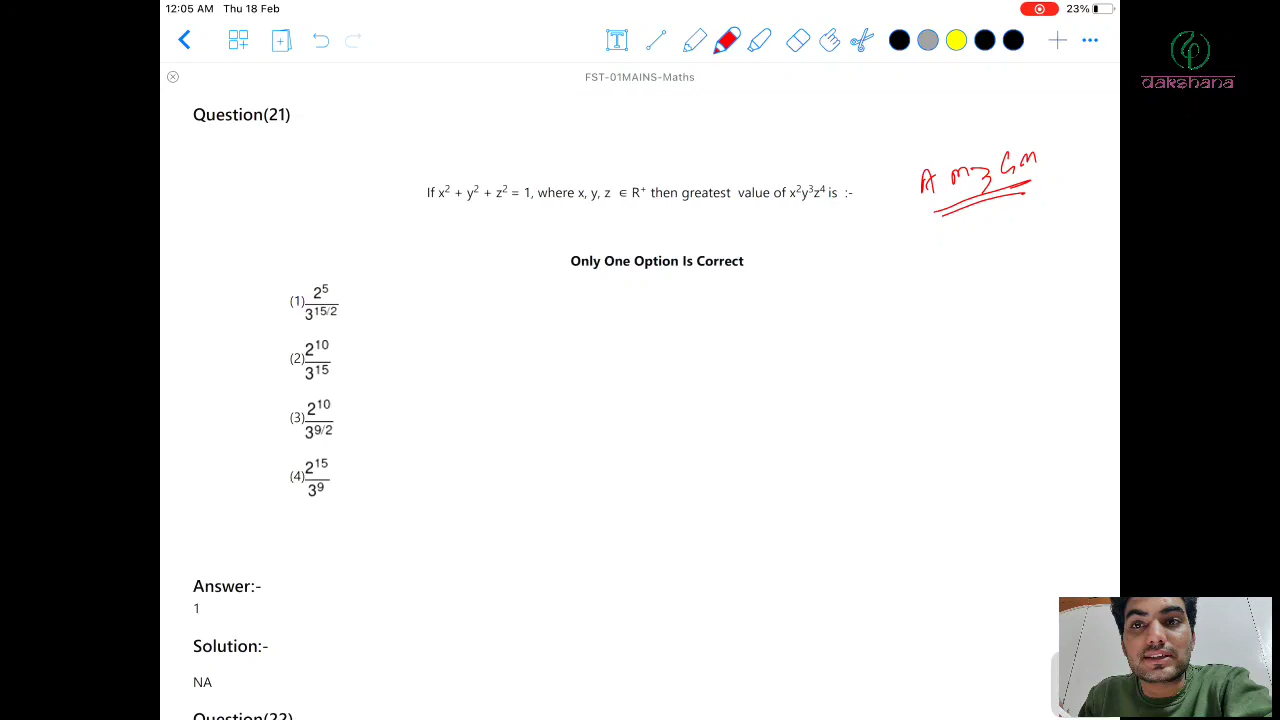 12:05 AM Thu 18 Feb
23%
dakshana
FST-01MAINS-Maths
Question(21)
A M ≥ G M
If x² + y² + z² = 1, where x, y, z ∈ R⁺ then greatest value of x²y³z⁴ is :-
Only One Option Is Correct
(1) 2⁵/3^(15/2)
(2) 2¹⁰/3¹⁵
(3) 2¹⁰/3^(9/2)
(4) 2¹⁵/3⁹
Answer:-
1
Solution:-
NA
Question(22)